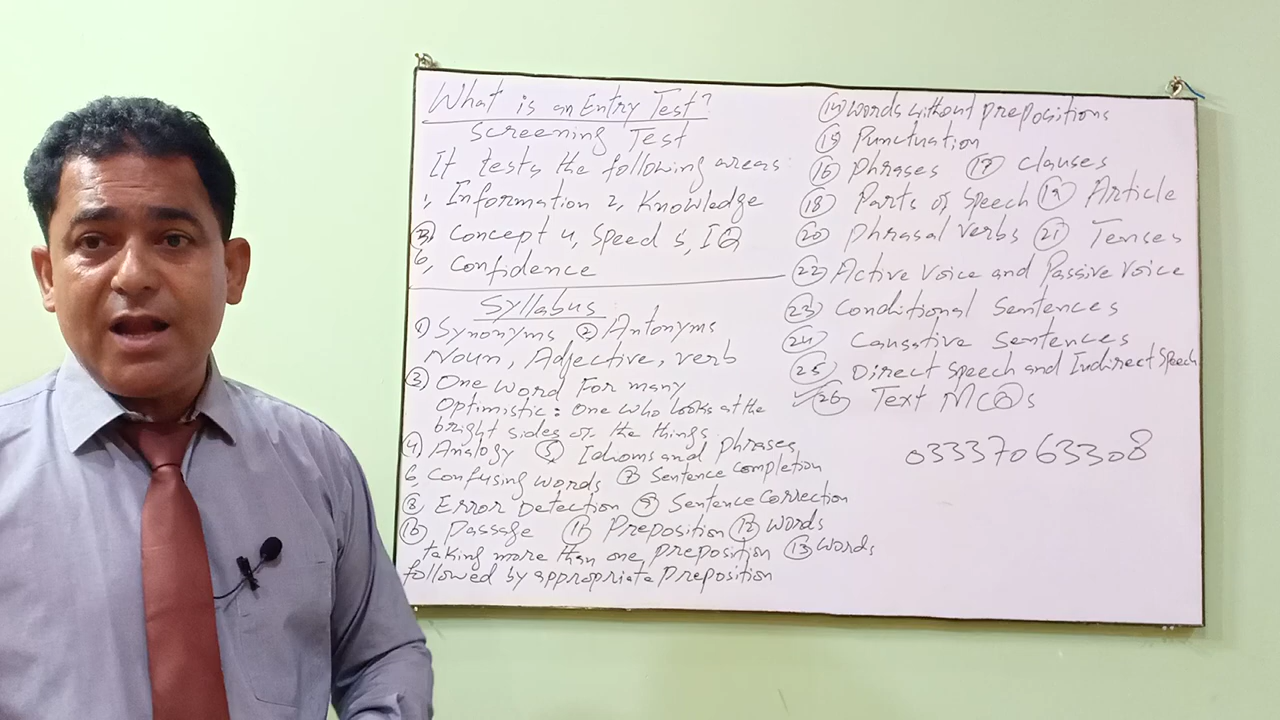 What is an Entry Test?
Screening Test
It tests the following areas
1, Information 2, Knowledge
③ Concept 4, Speed 5, IQ
6, Confidence
Syllabus
① Synonyms ② Antonyms
Noun, Adjective, verb
③ One word For many
Optimistic: One who looks at the
bright sides of the things.
④ Analogy ⑤ Idioms and phrases
6, Confusing words ⑦ Sentence Completion
⑧ Error Detection ⑨ Sentence Correction
⑩ Passage ⑪ Preposition ⑫ words
taking more than one preposition ⑬ words
followed by appropriate Preposition
⑭ words without prepositions
⑮ Punctuation
⑯ Phrases ⑰ Clauses
⑱ Parts of Speech ⑲ Article
⑳ Phrasal Verbs ㉑ Tenses
㉒ Active Voice and Passive Voice
㉓ Conditional Sentences
㉔ Causative Sentences
㉕ Direct Speech and Indirect Speech
㉖ Text MCQs
03337063308